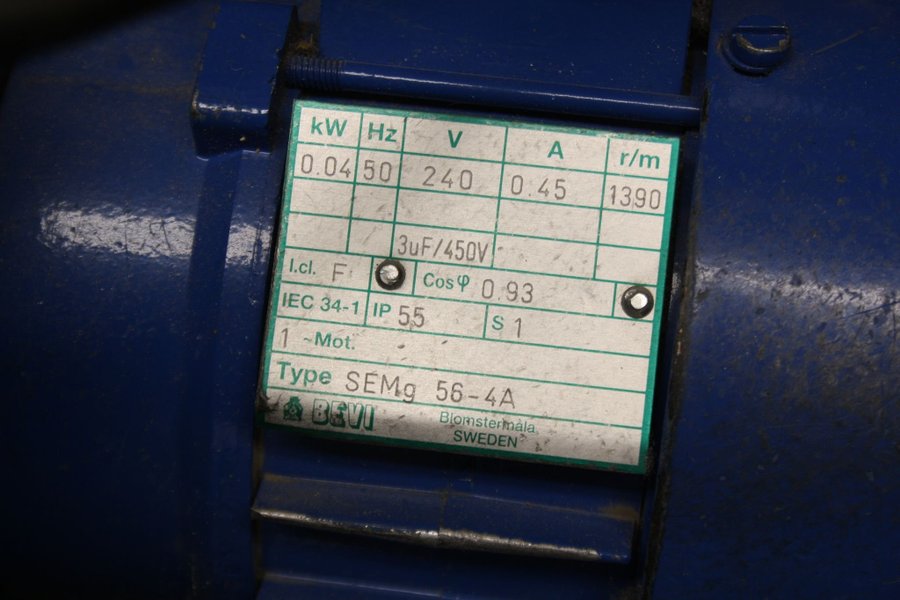 kW Hz V A r/m
0.04 50 240 0.45 1390
3uF/450V
I.cl. F Cosφ 0.93
IEC 34-1 IP 55 S 1
1 ~Mot.
Type SEMg 56-4A
BEVI Blomstermåla
SWEDEN